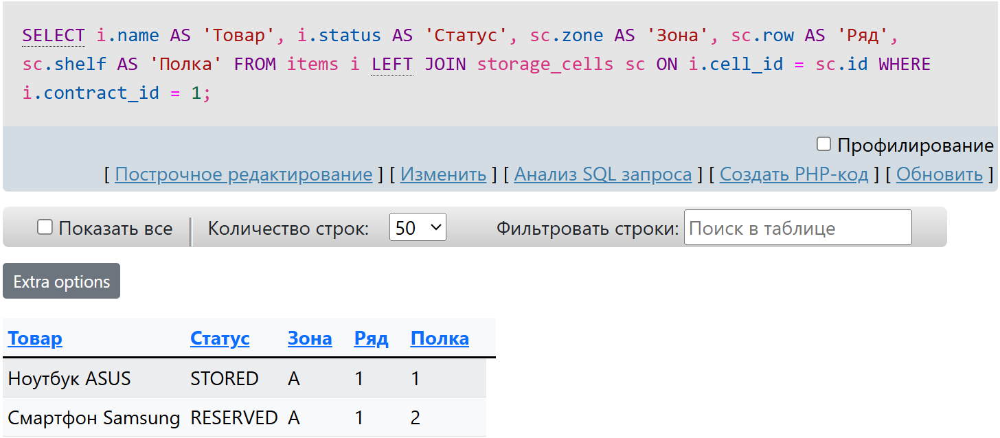 SELECT i.name AS 'Товар', i.status AS 'Статус', sc.zone AS 'Зона', sc.row AS 'Ряд',
sc.shelf AS 'Полка' FROM items i LEFT JOIN storage_cells sc ON i.cell_id = sc.id WHERE
i.contract_id = 1;
Профилирование
[ Построчное редактирование ] [ Изменить ] [ Анализ SQL запроса ] [ Создать PHP-код ] [ Обновить ]
Показать все Количество строк: 50 Фильтровать строки: Поиск в таблице
Extra options
Товар Статус Зона Ряд Полка
Ноутбук ASUS STORED A 1 1
Смартфон Samsung RESERVED A 1 2